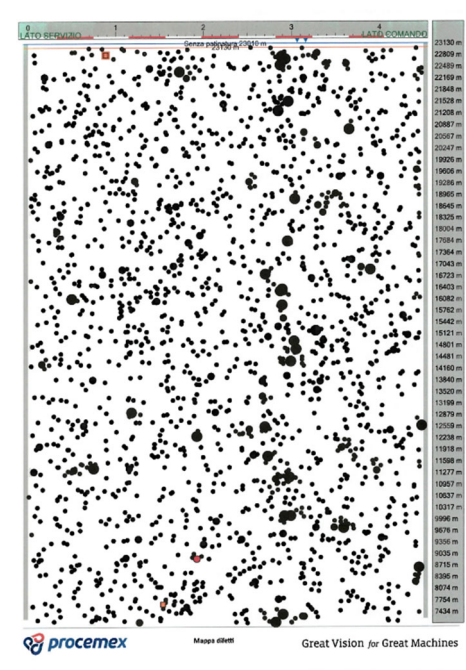 0 1 2 3 4
LATO SERVIZIO LATO COMANDO
Senza patinatura 23010 m
23130 m
23130 m
22809 m
22489 m
22169 m
21848 m
21528 m
21208 m
20887 m
20567 m
20247 m
19926 m
19606 m
19286 m
18965 m
18645 m
18325 m
18004 m
17684 m
17364 m
17043 m
16723 m
16403 m
16082 m
15762 m
15442 m
15121 m
14801 m
14481 m
14160 m
13840 m
13520 m
13199 m
12879 m
12559 m
12238 m
11918 m
11598 m
11277 m
10957 m
10637 m
10317 m
9996 m
9676 m
9356 m
9035 m
8715 m
8395 m
8074 m
7754 m
7434 m
procemex Mappa difetti Great Vision for Great Machines